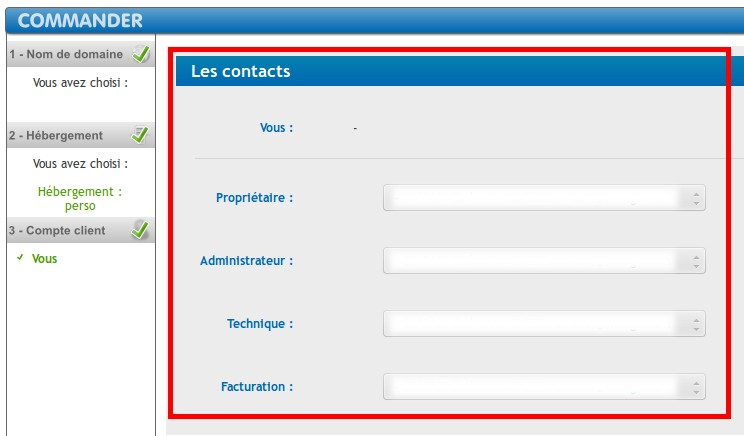 COMMANDER
1 - Nom de domaine
Vous avez choisi :
2 - Hébergement
Vous avez choisi :
Hébergement :
perso
3 - Compte client
Vous
Les contacts
Vous : -
Propriétaire :
Administrateur :
Technique :
Facturation :